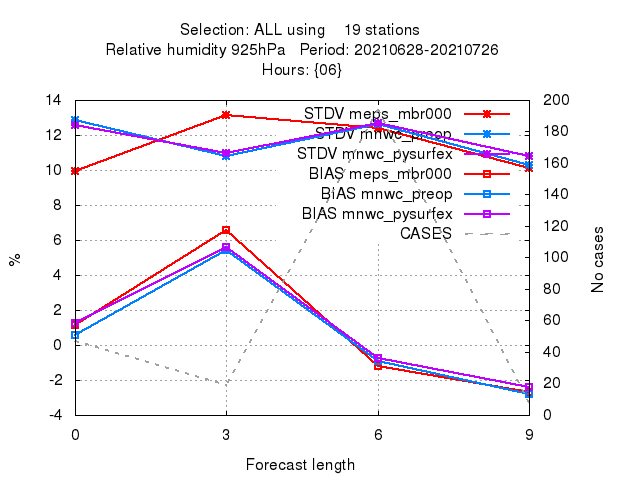 Selection: ALL using 19 stations
Relative humidity 925hPa Period: 20210628-20210726
Hours: {06}
14
12
10
8
6
4
2
0
-2
-4
200
180
160
140
120
100
80
60
40
20
0
STDV meps_mbr000
STDV mnwc_preop
STDV mnwc_pysurfex
BIAS meps_mbr000
BIAS mnwc_preop
BIAS mnwc_pysurfex
CASES
%
No cases
0
3
6
9
Forecast length